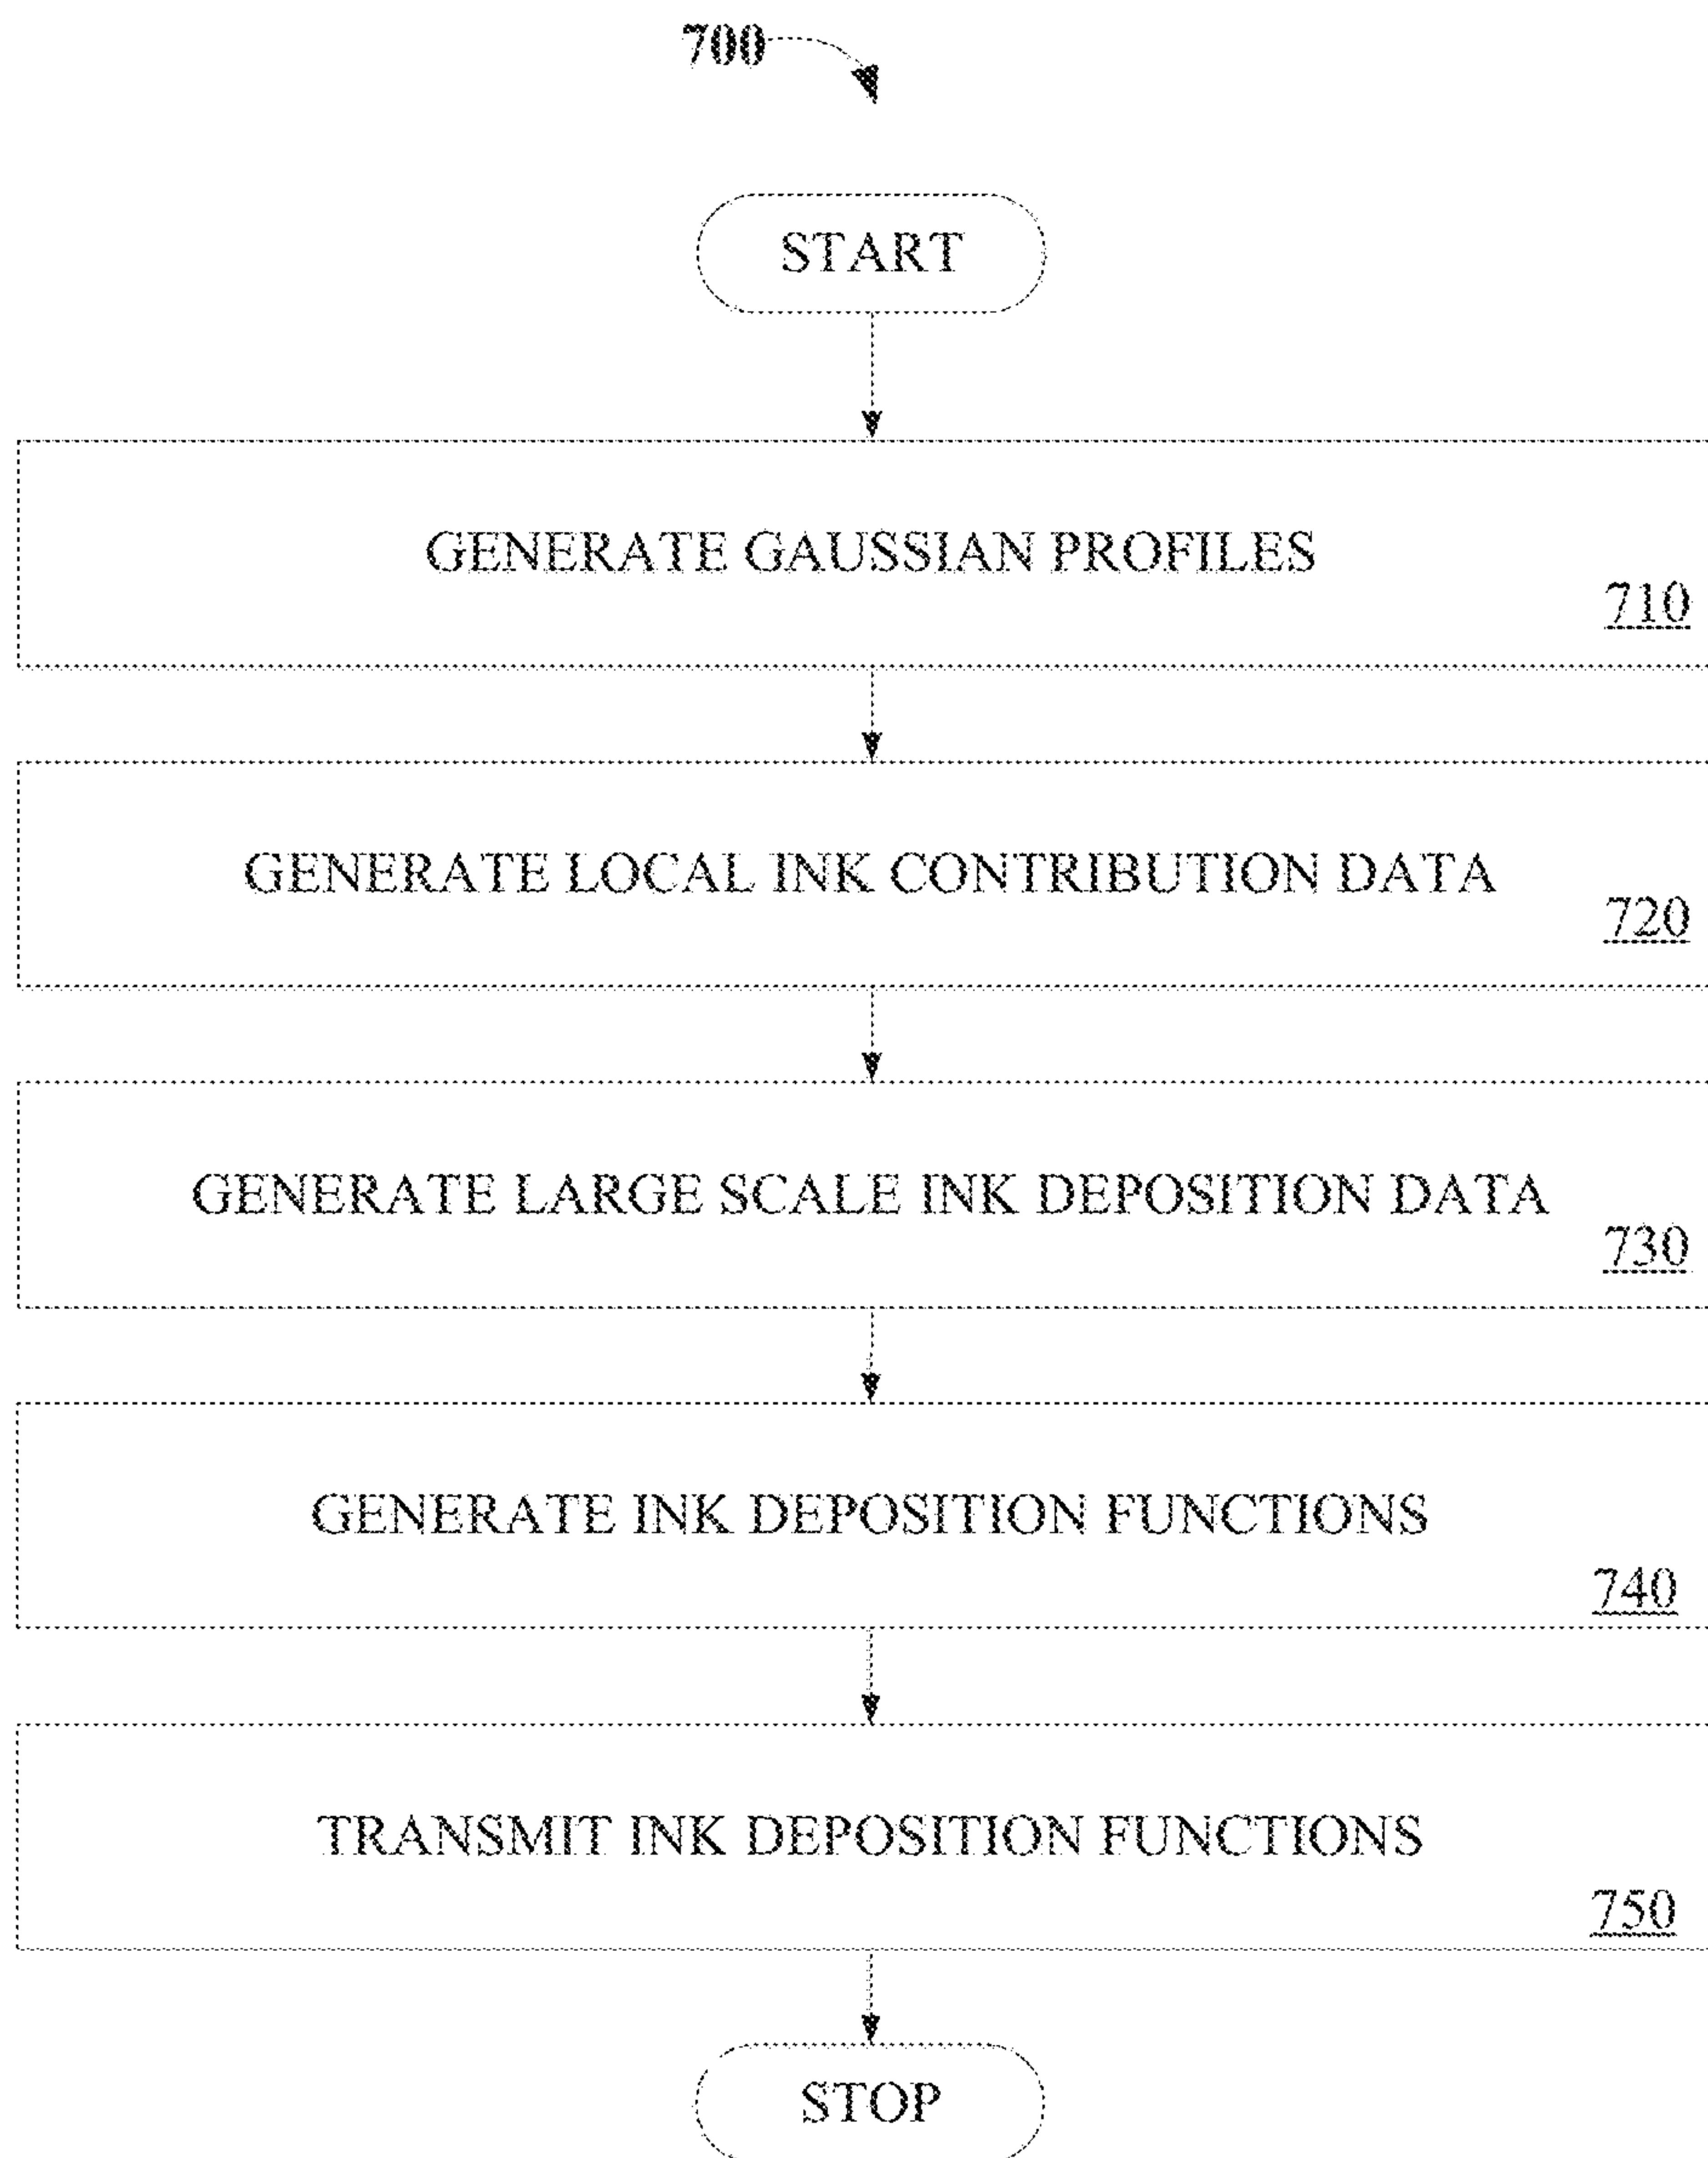 700
START
GENERATE GAUSSIAN PROFILES
710
GENERATE LOCAL INK CONTRIBUTION DATA
720
GENERATE LARGE SCALE INK DEPOSITION DATA
730
GENERATE INK DEPOSITION FUNCTIONS
740
TRANSMIT INK DEPOSITION FUNCTIONS
750
STOP